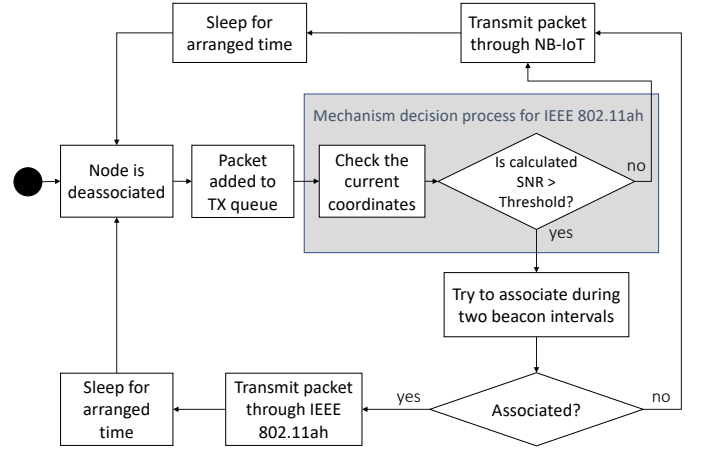 Sleep for
arranged time
Transmit packet
through NB-IoT
Mechanism decision process for IEEE 802.11ah
Node is
deassociated
Packet
added to
TX queue
Check the
current
coordinates
Is calculated
SNR >
Threshold?
no
yes
Try to associate during
two beacon intervals
Sleep for
arranged
time
Transmit packet
through IEEE
802.11ah
yes
Associated?
no